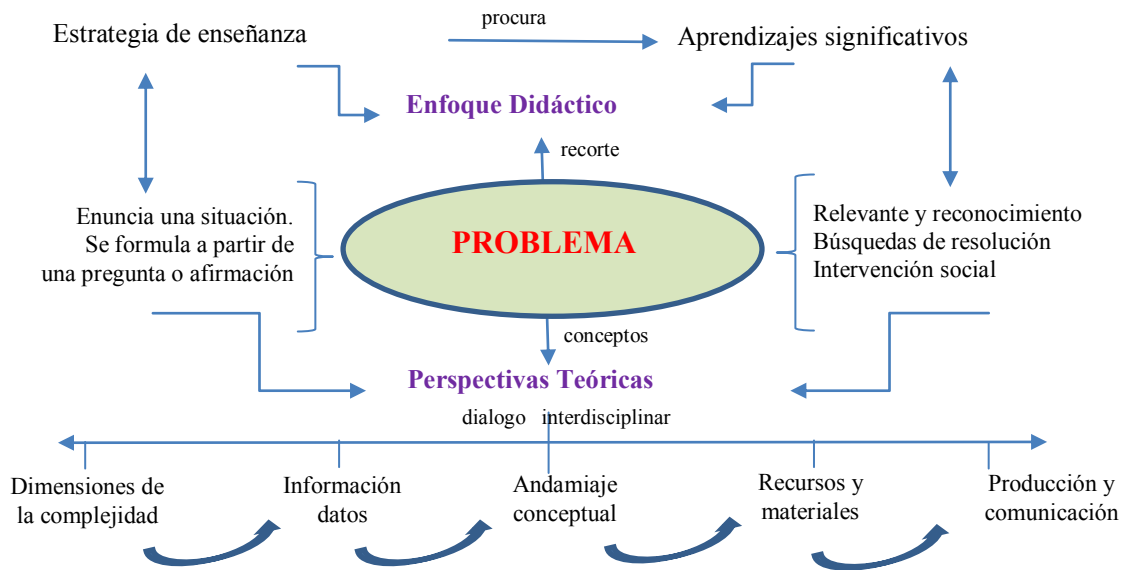 procura
Estrategia de enseñanza
Aprendizajes significativos
Enfoque Didáctico
recorte
Enuncia una situación.
Se formula a partir de
una pregunta o afirmación
PROBLEMA
Relevante y reconocimiento
Búsquedas de resolución
Intervención social
conceptos
Perspectivas Teóricas
dialogo interdisciplinar
Dimensiones de
la complejidad
Información
datos
Andamiaje
conceptual
Recursos y
materiales
Producción y
comunicación